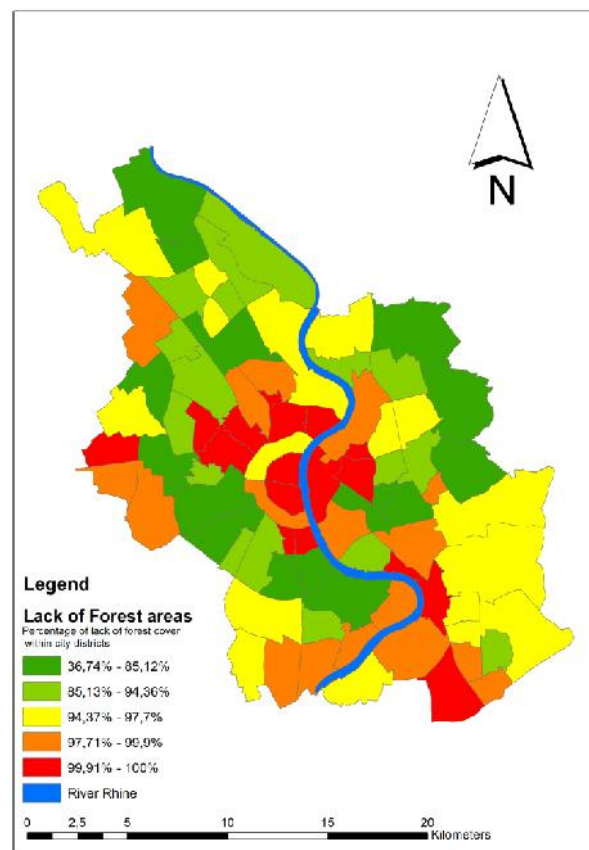 N
Legend
Lack of Forest areas
Percentage of lack of forest cover
within city districts
36,74% - 85,12%
85,13% - 94,36%
94,37% - 97,7%
97,71% - 99,9%
99,91% - 100%
River Rhine
0 2,5 5 10 15 20
Kilometers